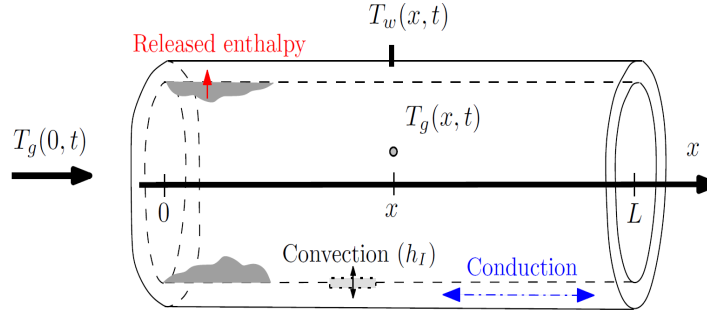 T_w(x, t)
Released enthalpy
T_g(x, t)
T_g(0, t)
x
0
x
L
Convection (h_I)
Conduction